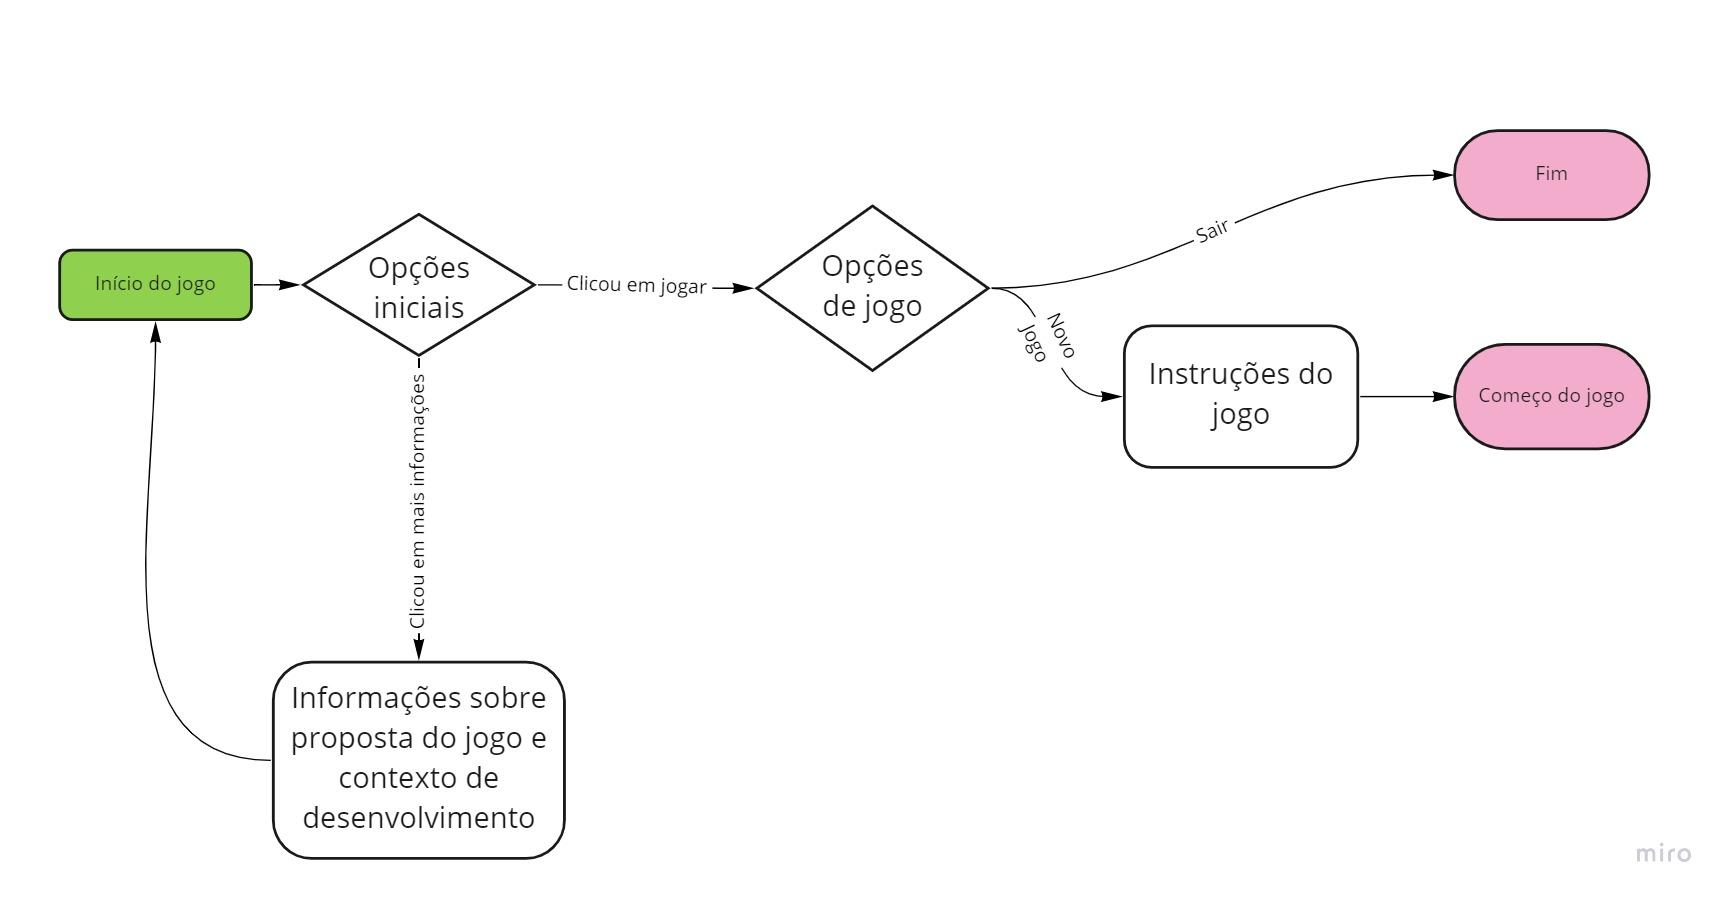 Início do jogo
Opções
iniciais
Clicou em jogar
Opções
de jogo
Sair
Fim
Novo
jogo
Instruções do
jogo
Começo do jogo
Clicou em mais informações
Informações sobre
proposta do jogo e
contexto de
desenvolvimento
miro